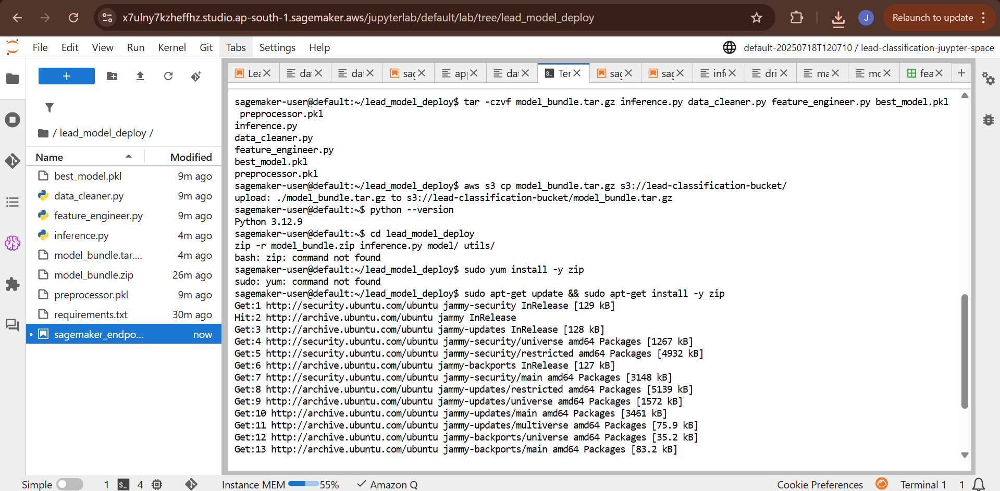 x7ulny7kzheffhz.studio.ap-south-1.sagemaker.aws/jupyterlab/default/lab/tree/lead_model_deploy
J
Relaunch to update
File Edit View Run Kernel Git Tabs Settings Help
default-20250718T120710 / lead-classification-juypter-space
+
Lea
dat
dat
sag
app
dat
Ter
sag
sag
info
dri
ma
mo
fea
+
/ lead_model_deploy /
Name Modified
best_model.pkl 9m ago
data_cleaner.py 9m ago
feature_engineer.py 9m ago
inference.py 4m ago
model_bundle.tar.... 4m ago
model_bundle.zip 26m ago
preprocessor.pkl 9m ago
requirements.txt 30m ago
sagemaker_endpo... now
sagemaker-user@default:~/lead_model_deploy$ tar -czvf model_bundle.tar.gz inference.py data_cleaner.py feature_engineer.py best_model.pkl
preprocessor.pkl
inference.py
data_cleaner.py
feature_engineer.py
best_model.pkl
preprocessor.pkl
sagemaker-user@default:~/lead_model_deploy$ aws s3 cp model_bundle.tar.gz s3://lead-classification-bucket/
upload: ./model_bundle.tar.gz to s3://lead-classification-bucket/model_bundle.tar.gz
sagemaker-user@default:~$ python --version
Python 3.12.9
sagemaker-user@default:~$ cd lead_model_deploy
zip -r model_bundle.zip inference.py model/ utils/
bash: zip: command not found
sagemaker-user@default:~/lead_model_deploy$ sudo yum install -y zip
sudo: yum: command not found
sagemaker-user@default:~/lead_model_deploy$ sudo apt-get update && sudo apt-get install -y zip
Get:1 http://security.ubuntu.com/ubuntu jammy-security InRelease [129 kB]
Hit:2 http://archive.ubuntu.com/ubuntu jammy InRelease
Get:3 http://archive.ubuntu.com/ubuntu jammy-updates InRelease [128 kB]
Get:4 http://security.ubuntu.com/ubuntu jammy-security/universe amd64 Packages [1267 kB]
Get:5 http://security.ubuntu.com/ubuntu jammy-security/restricted amd64 Packages [4932 kB]
Get:6 http://archive.ubuntu.com/ubuntu jammy-backports InRelease [127 kB]
Get:7 http://security.ubuntu.com/ubuntu jammy-security/main amd64 Packages [3148 kB]
Get:8 http://archive.ubuntu.com/ubuntu jammy-updates/restricted amd64 Packages [5139 kB]
Get:9 http://archive.ubuntu.com/ubuntu jammy-updates/universe amd64 Packages [1572 kB]
Get:10 http://archive.ubuntu.com/ubuntu jammy-updates/main amd64 Packages [3461 kB]
Get:11 http://archive.ubuntu.com/ubuntu jammy-updates/multiverse amd64 Packages [75.9 kB]
Get:12 http://archive.ubuntu.com/ubuntu jammy-backports/universe amd64 Packages [35.2 kB]
Get:13 http://archive.ubuntu.com/ubuntu jammy-backports/main amd64 Packages [83.2 kB]
Simple 1 $_ 4 Instance MEM 55% Amazon Q Cookie Preferences Terminal 1 1